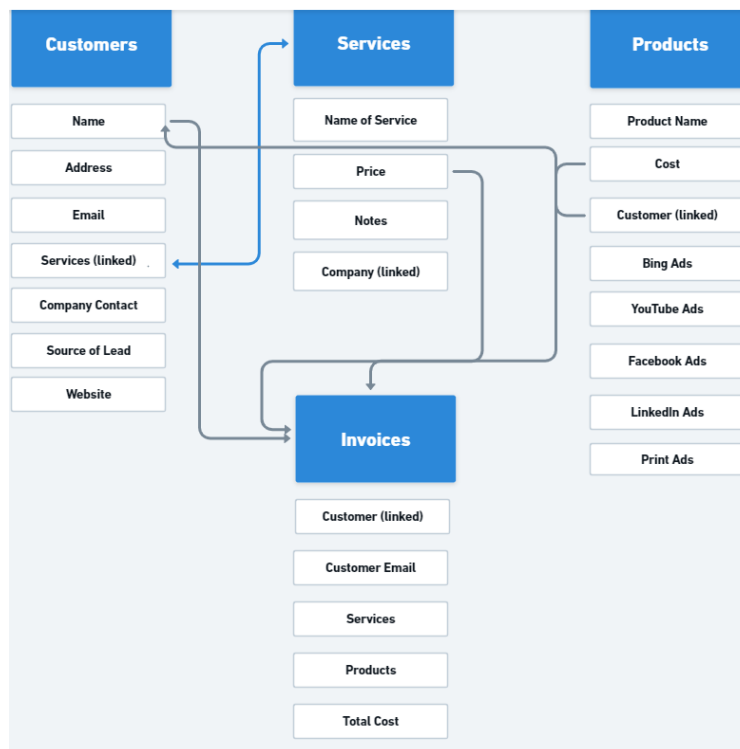 Customers
Name
Address
Email
Services (linked)
Company Contact
Source of Lead
Website
Services
Name of Service
Price
Notes
Company (linked)
Products
Product Name
Cost
Customer (linked)
Bing Ads
YouTube Ads
Facebook Ads
LinkedIn Ads
Print Ads
Invoices
Customer (linked)
Customer Email
Services
Products
Total Cost